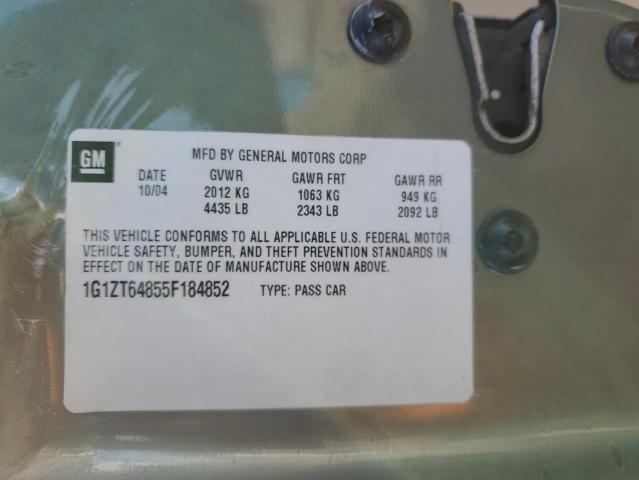 GM
MFD BY GENERAL MOTORS CORP
DATE GVWR GAWR FRT GAWR RR
10/04 2012 KG 1063 KG 949 KG
4435 LB 2343 LB 2092 LB
THIS VEHICLE CONFORMS TO ALL APPLICABLE U.S. FEDERAL MOTOR
VEHICLE SAFETY, BUMPER, AND THEFT PREVENTION STANDARDS IN
EFFECT ON THE DATE OF MANUFACTURE SHOWN ABOVE.
1G1ZT64855F184852 TYPE: PASS CAR